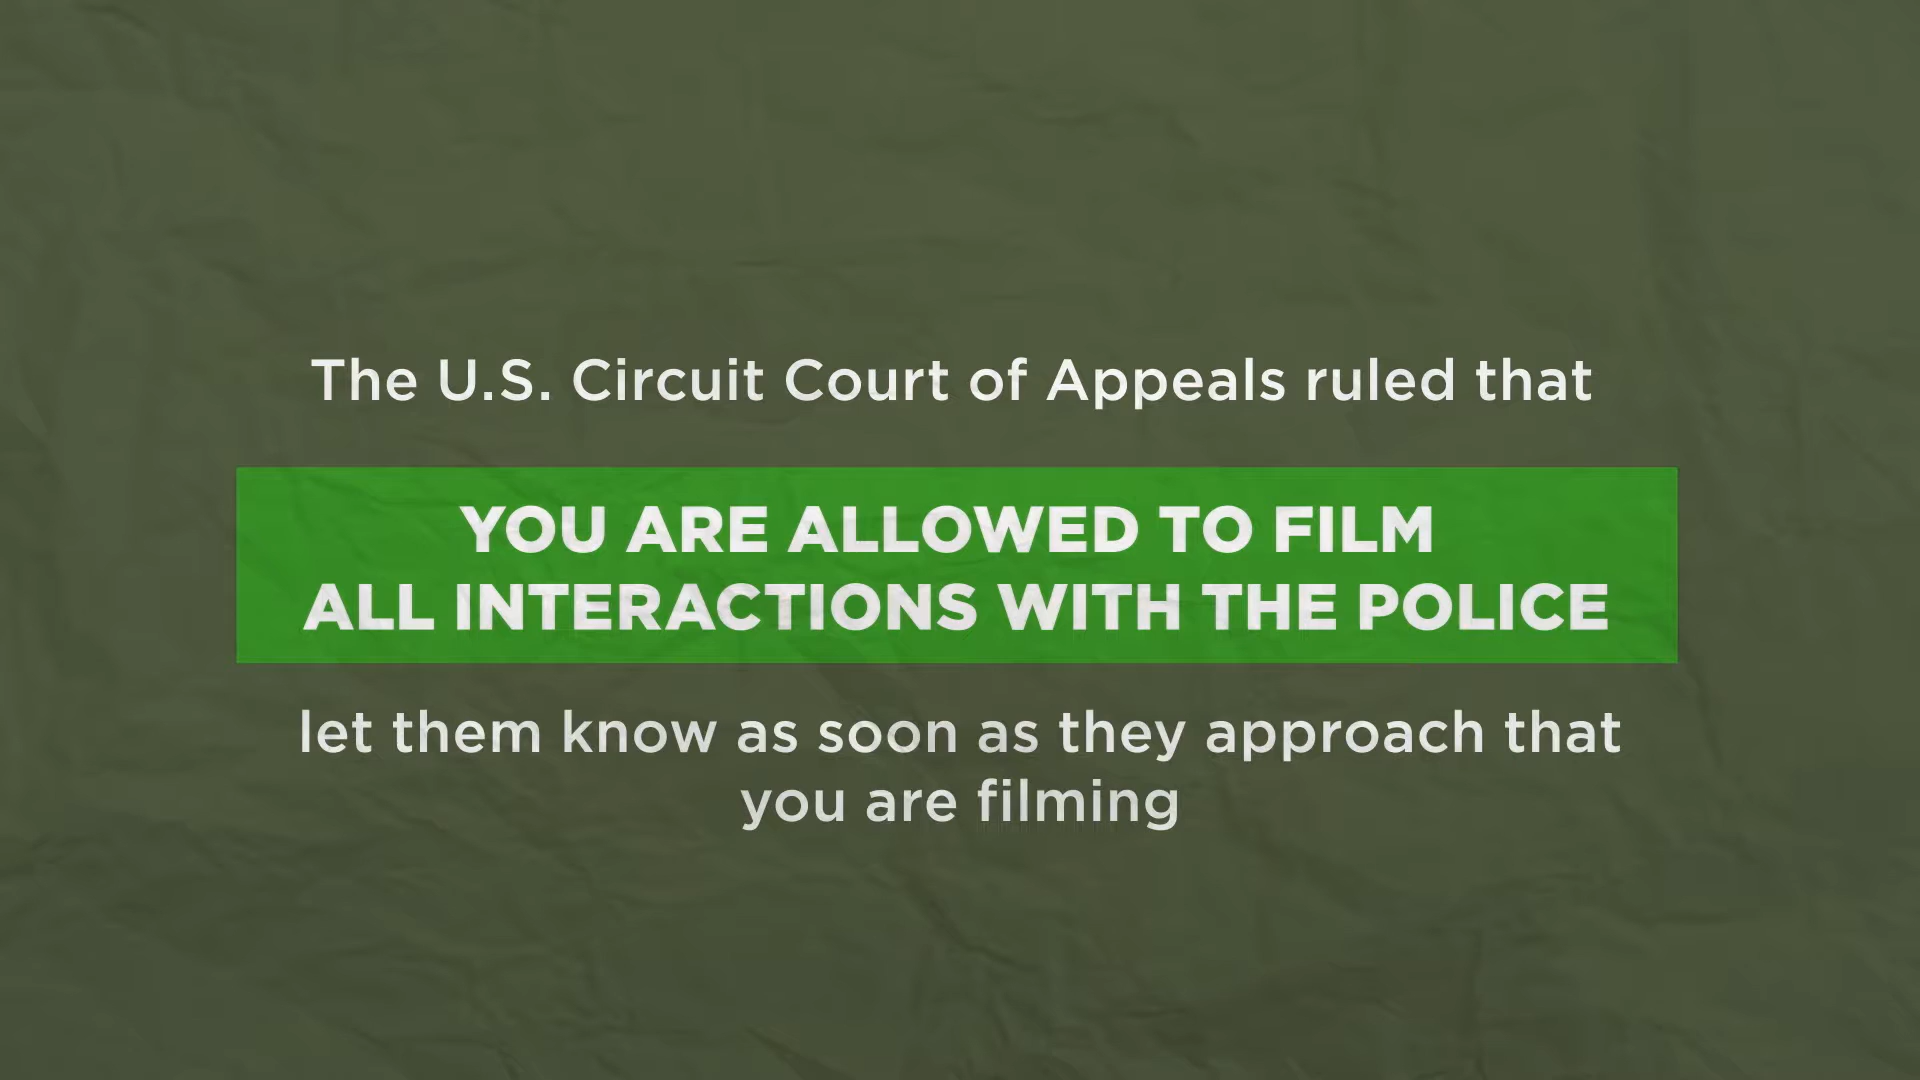 The U.S. Circuit Court of Appeals ruled that
YOU ARE ALLOWED TO FILM
ALL INTERACTIONS WITH THE POLICE
let them know as soon as they approach that
you are filming